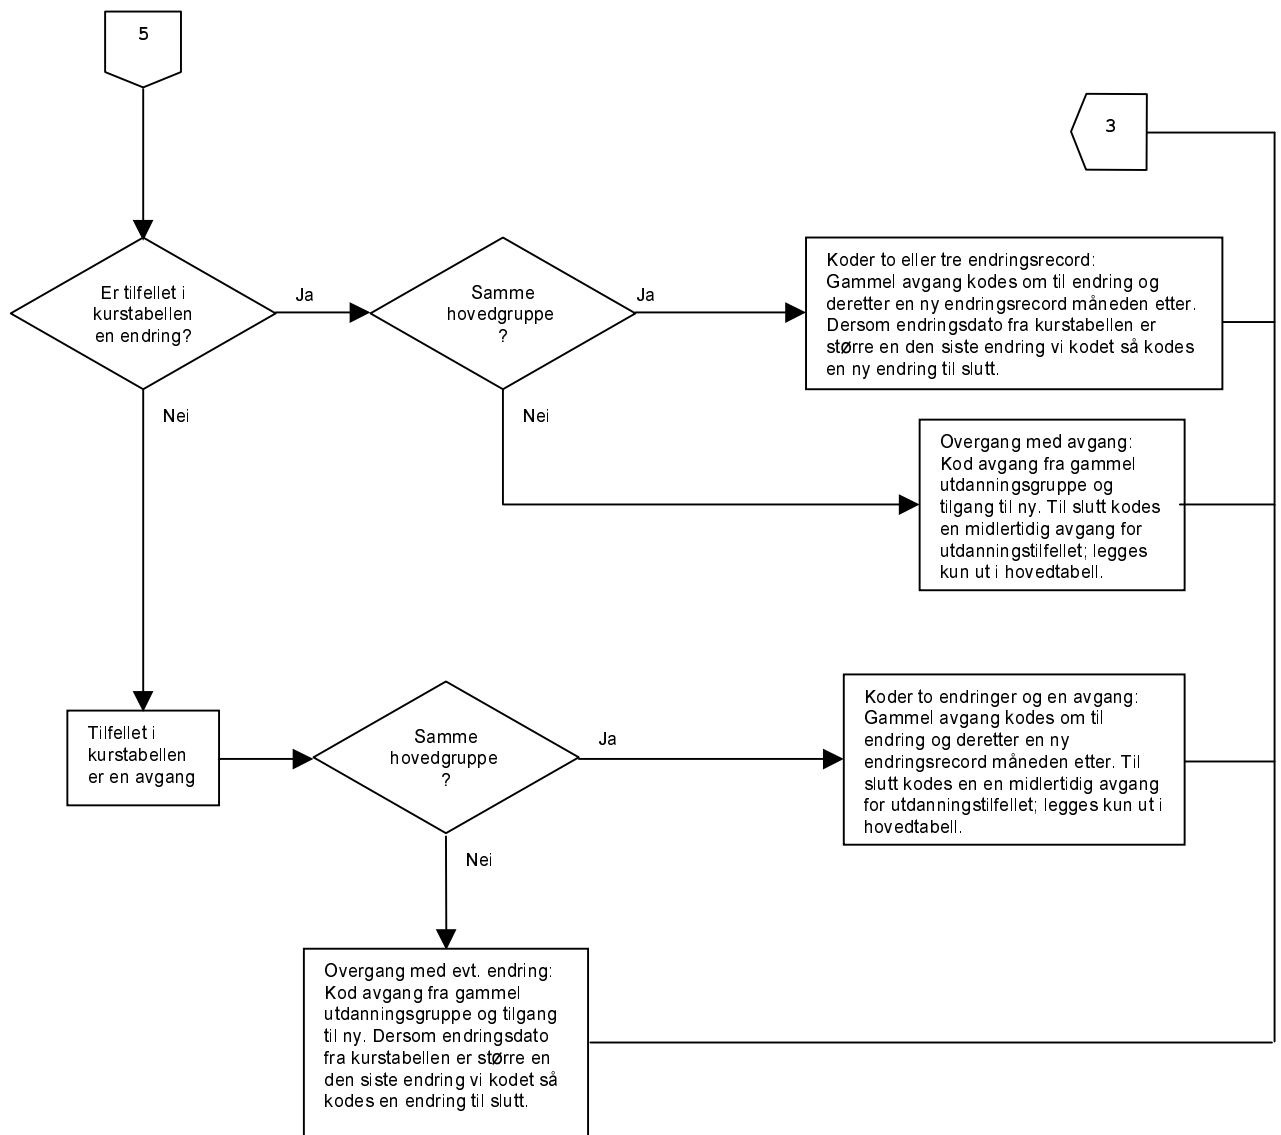 5
3
Er tilfellet i
kurstabellen
en endring?
Ja
Samme
hovedgruppe
?
Ja
Koder to eller tre endringsrecord:
Gammel avgang kodes om til endring og
deretter en ny endringsrecord måneden etter.
Dersom endringsdato fra kurstabellen er
større en den siste endring vi kodet så kodes
en ny endring til slutt.
Nei
Nei
Overgang med avgang:
Kod avgang fra gammel
utdanningsgruppe og
tilgang til ny. Til slutt kodes
en midlertidig avgang for
utdanningstilfellet; legges
kun ut i hovedtabell.
Tilfellet i
kurstabellen
er en avgang
Samme
hovedgruppe
?
Ja
Koder to endringer og en avgang:
Gammel avgang kodes om til
endring og deretter en ny
endringsrecord måneden etter. Til
slutt kodes en en midlertidig avgang
for utdanningstilfellet; legges kun ut i
hovedtabell.
Nei
Overgang med evt. endring:
Kod avgang fra gammel
utdanningsgruppe og tilgang
til ny. Dersom endringsdato
fra kurstabellen er større en
den siste endring vi kodet så
kodes en endring til slutt.